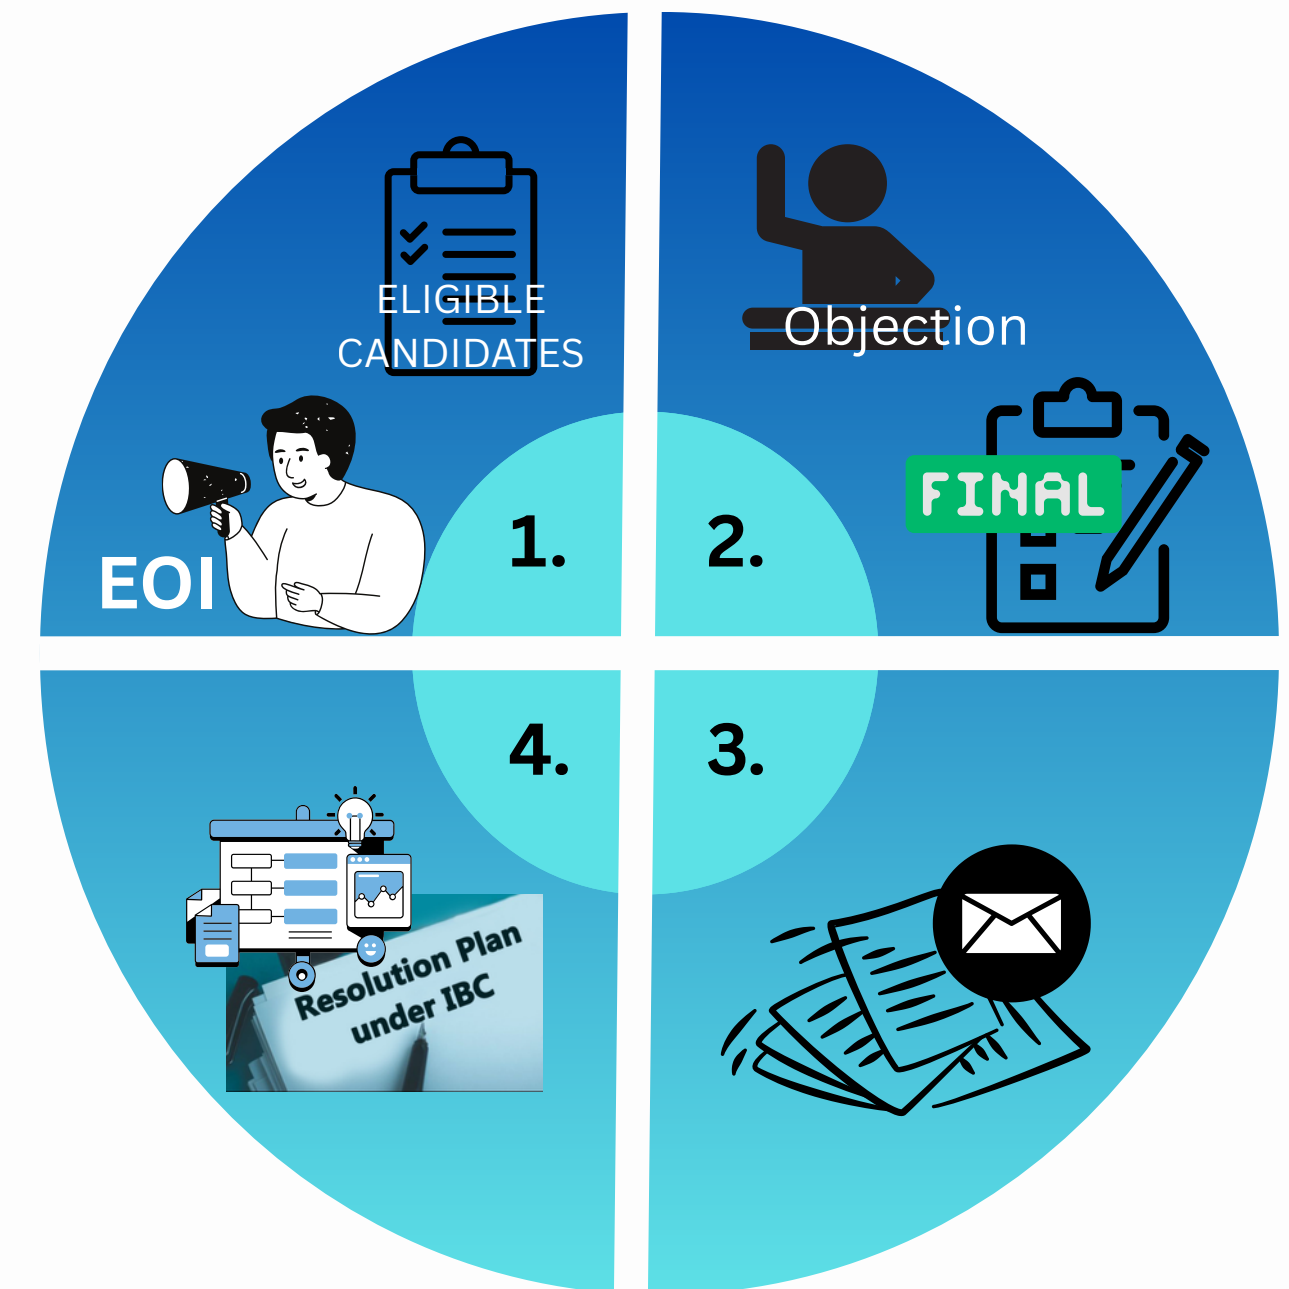 ELIGIBLE
CANDIDATES
EOI
1.
Objection
FINAL
2.
3.
4.
Resolution Plan
under IBC